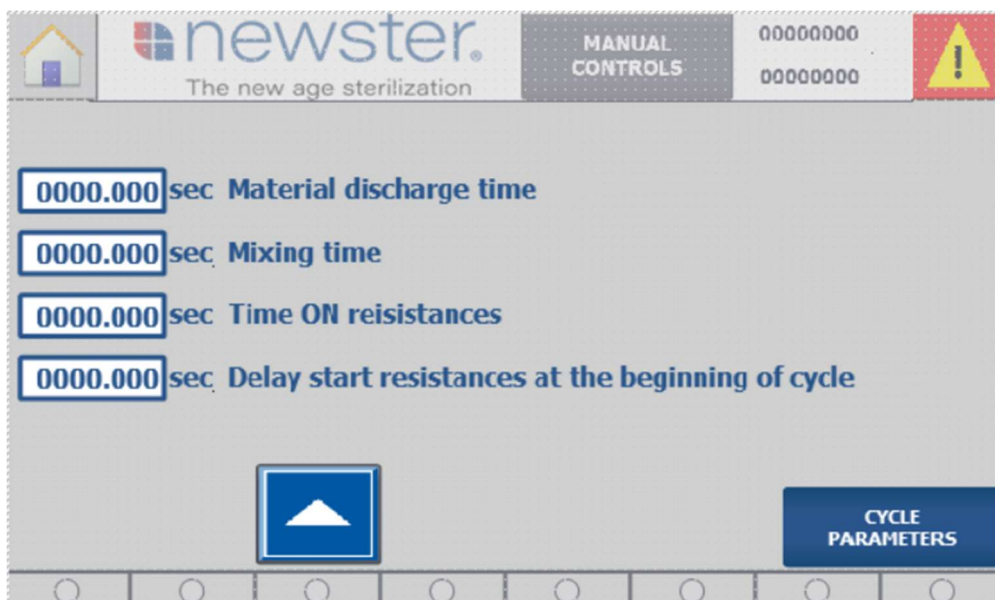 newster®
The new age sterilization
MANUAL
CONTROLS
00000000
00000000
!
0000.000 sec Material discharge time
0000.000 sec Mixing time
0000.000 sec Time ON reisistances
0000.000 sec Delay start resistances at the beginning of cycle
CYCLE
PARAMETERS